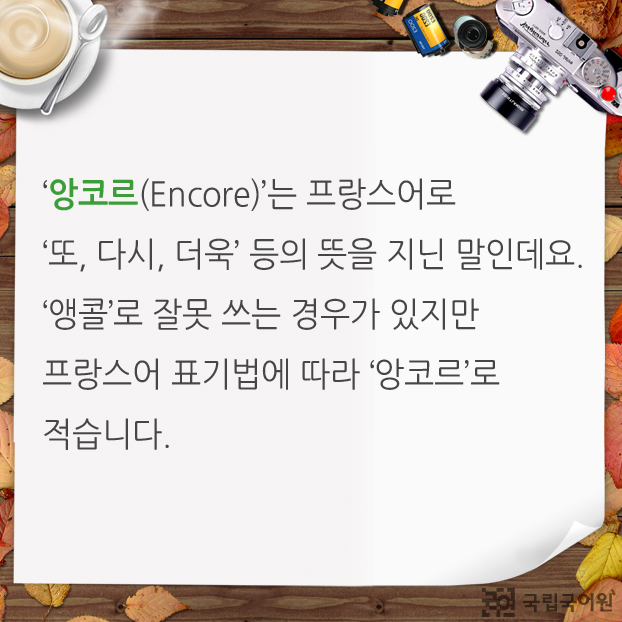 ‘앙코르(Encore)’는 프랑스어로
‘또, 다시, 더욱’ 등의 뜻을 지닌 말인데요.
‘앵콜’로 잘못 쓰는 경우가 있지만
프랑스어 표기법에 따라 ‘앙코르’로
적습니다.
국립국어원